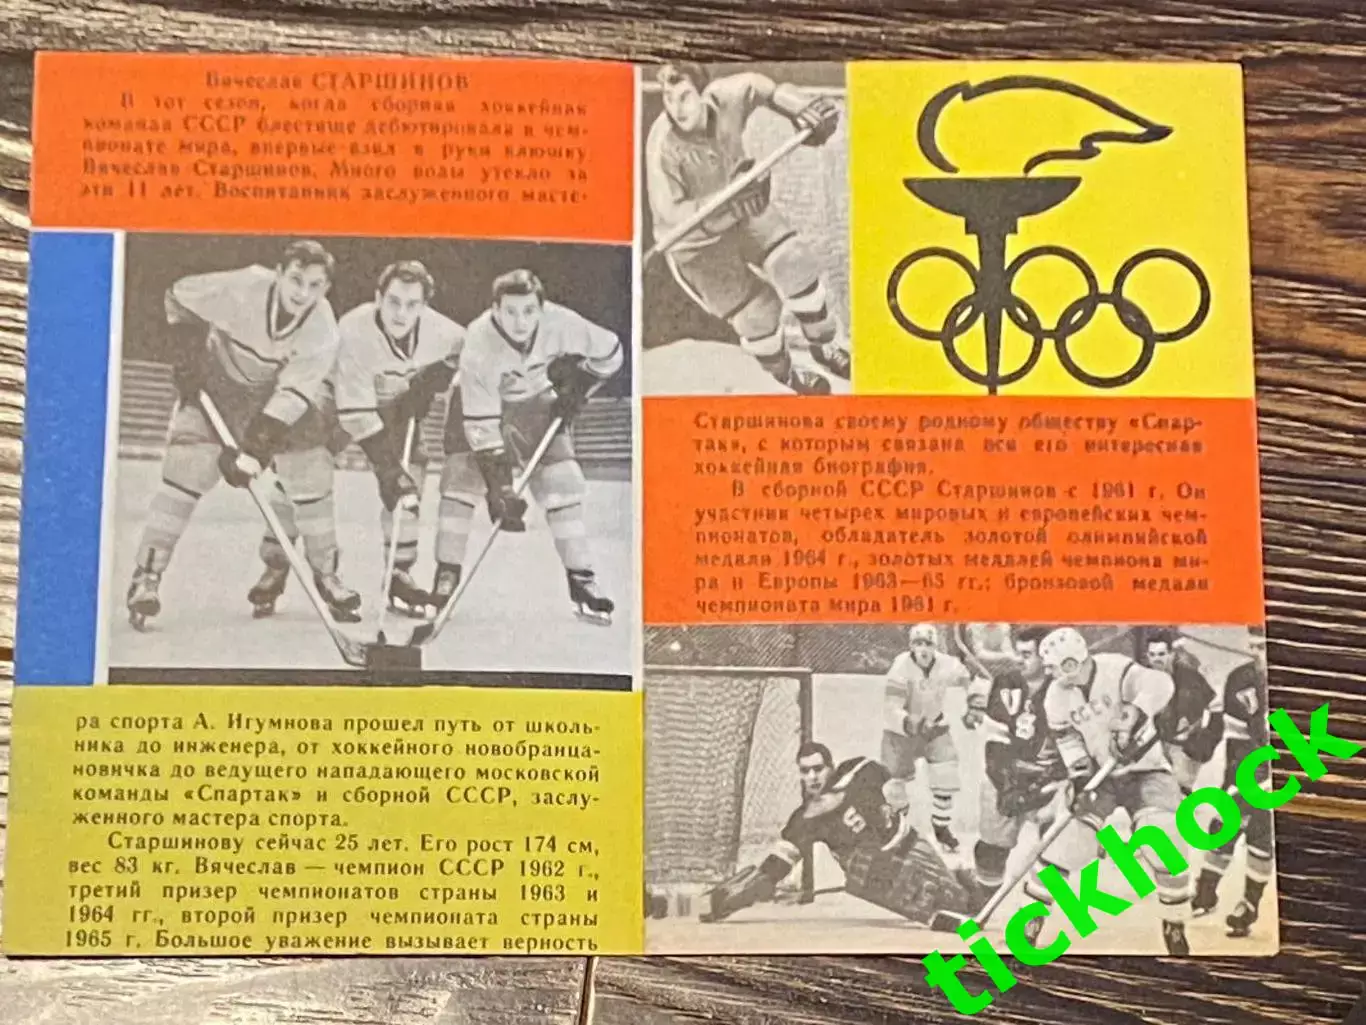 Вячеслав СТАРШИНОВ
В тот сезон, когда сборная хоккейная
команда СССР блестяще дебютировала в чем-
пионате мира, впервые взял в руки клюшку
Вячеслав Старшинов. Много воды утекло за
эти 11 лет. Воспитанник заслуженного масте-
ра спорта А. Игумнова прошел путь от школь-
ника до инженера, от хоккейного новобранца-
новичка до ведущего нападающего московской
команды «Спартак» и сборной СССР, заслу-
женного мастера спорта.
Старшинову сейчас 25 лет. Его рост 174 см,
вес 83 кг. Вячеслав — чемпион СССР 1962 г.,
третий призер чемпионатов страны 1963 и
1964 гг., второй призер чемпионата страны
1965 г. Большое уважение вызывает верность
Старшинова своему родному обществу «Спар-
так», с которым связана вся его интересная
хоккейная биография.
В сборной СССР Старшинов с 1961 г. Он
участник четырех мировых и европейских чем-
пионатов, обладатель золотой олимпийской
медали 1964 г., золотых медалей чемпиона ми-
ра и Европы 1963—65 гг.; бронзовой медали
чемпионата мира 1961 г.
U
S
СССР
S
U
tickhock